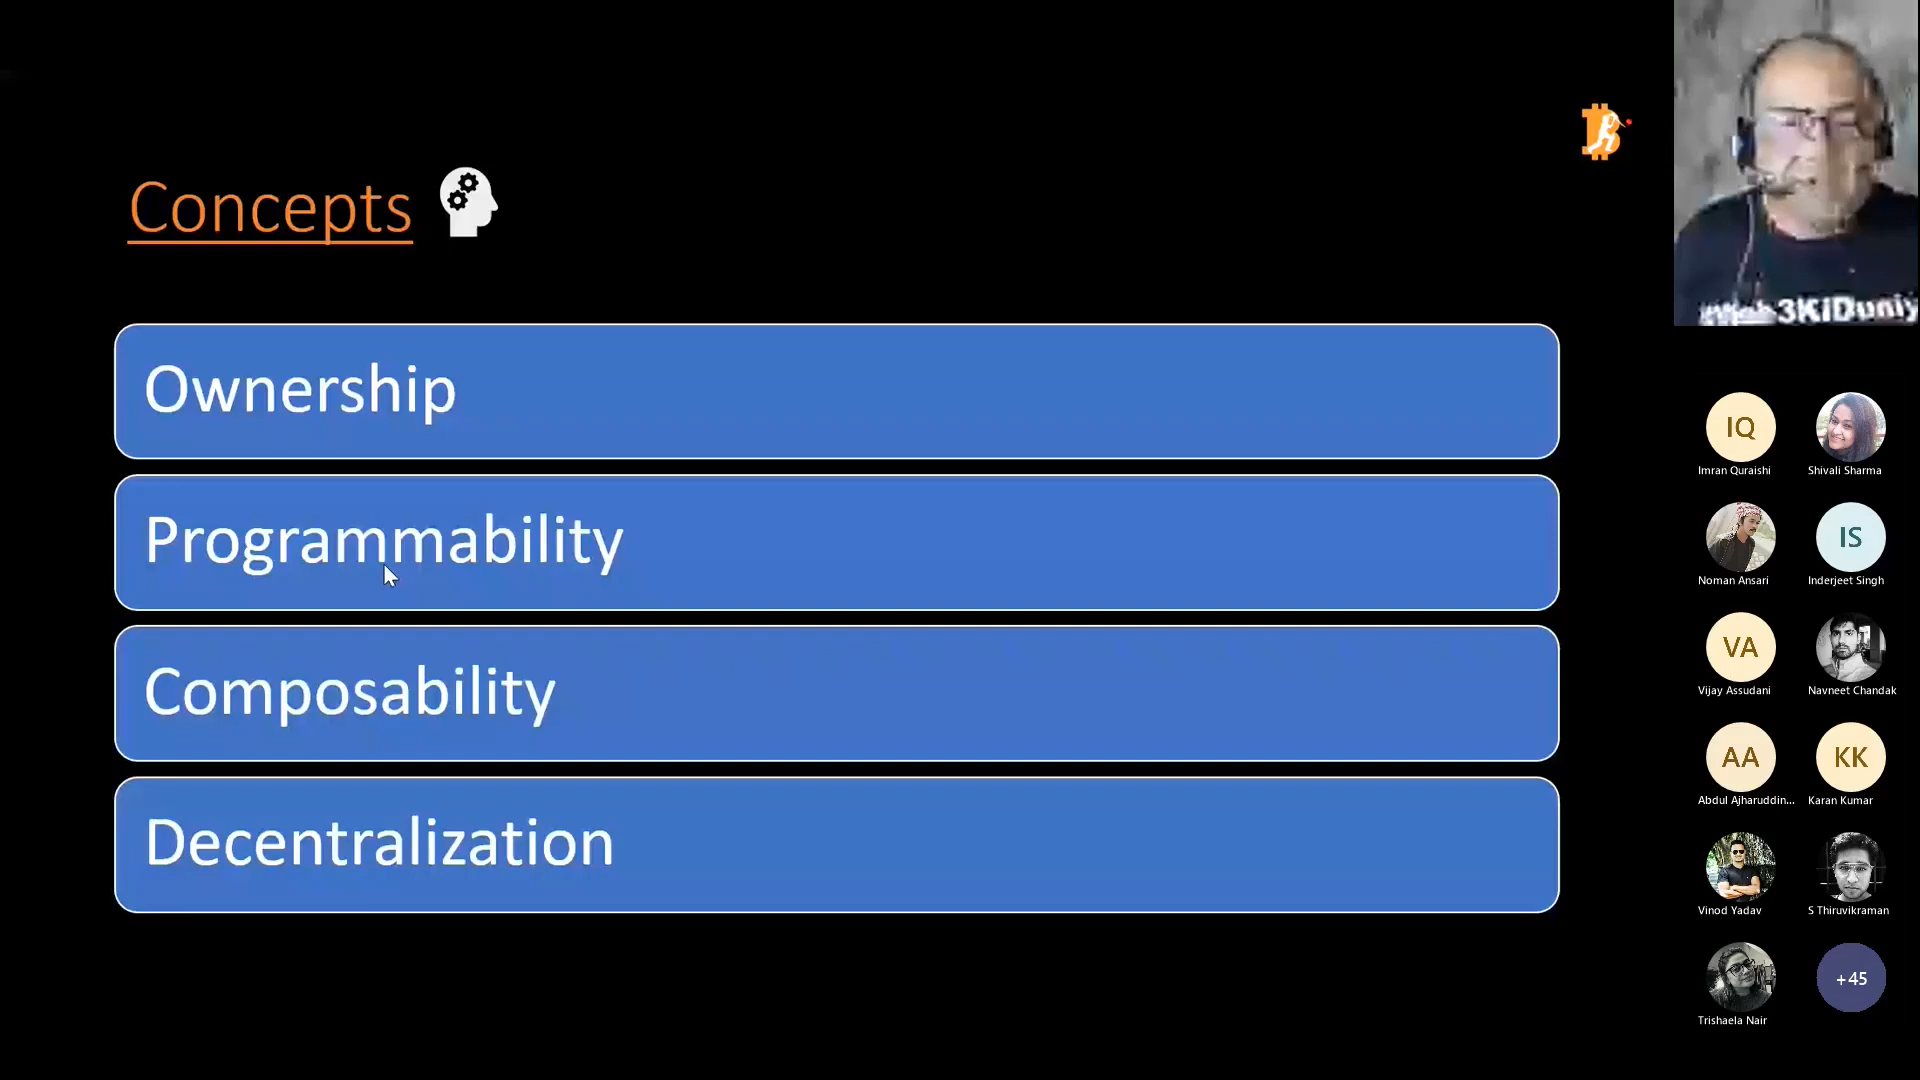 Concepts
Ownership
Programmability
Composability
Decentralization
3KiDuniy
IQ
Imran Quraishi
Shivali Sharma
Noman Ansari
IS
Inderjeet Singh
VA
Vijay Assudani
Navneet Chandak
AA
Abdul Ajharuddin...
KK
Karan Kumar
Vinod Yadav
S Thiruvikraman
Trishaela Nair
+45